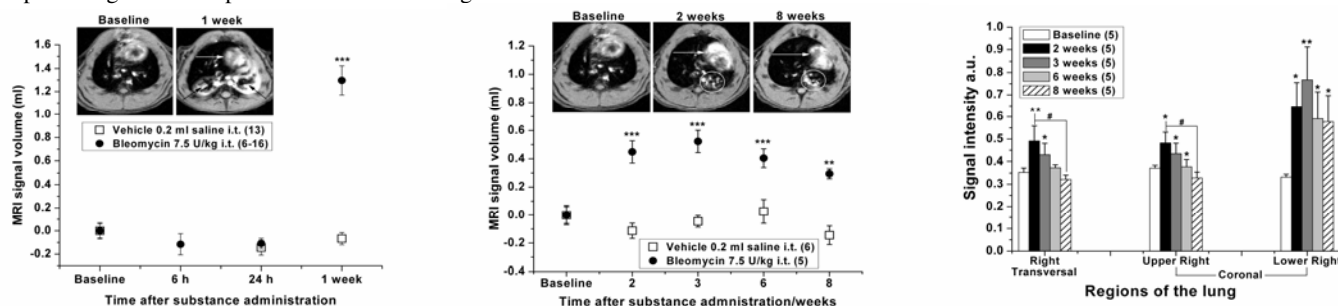 Baseline 1 week
1.6
1.4
1.2
1.0
0.8
0.6
0.4
0.2
0.0
-0.2
MRI signal volume (ml)
***
Vehicle 0.2 ml saline i.t. (13)
Bleomycin 7.5 U/kg i.t. (6-16)
Baseline 6 h 24 h 1 week
Time after substance administration
Baseline 2 weeks 8 weeks
1.2
1.0
0.8
0.6
0.4
0.2
0.0
-0.2
-0.4
MRI signal volume (ml)
*** *** *** **
Vehicle 0.2 ml saline i.t. (6)
Bleomycin 7.5 U/kg i.t. (5)
Baseline 2 3 6 8
Time after substance admnistration/weeks
1.0
0.9
0.8
0.7
0.6
0.5
0.4
0.3
0.2
0.1
0.0
Signal intensity a.u.
Baseline (5)
2 weeks (5)
3 weeks (5)
6 weeks (5)
8 weeks (5)
** * #
* * * #
* ** * *
Right Transversal
Upper Right Lower Right
Coronal
Regions of the lung